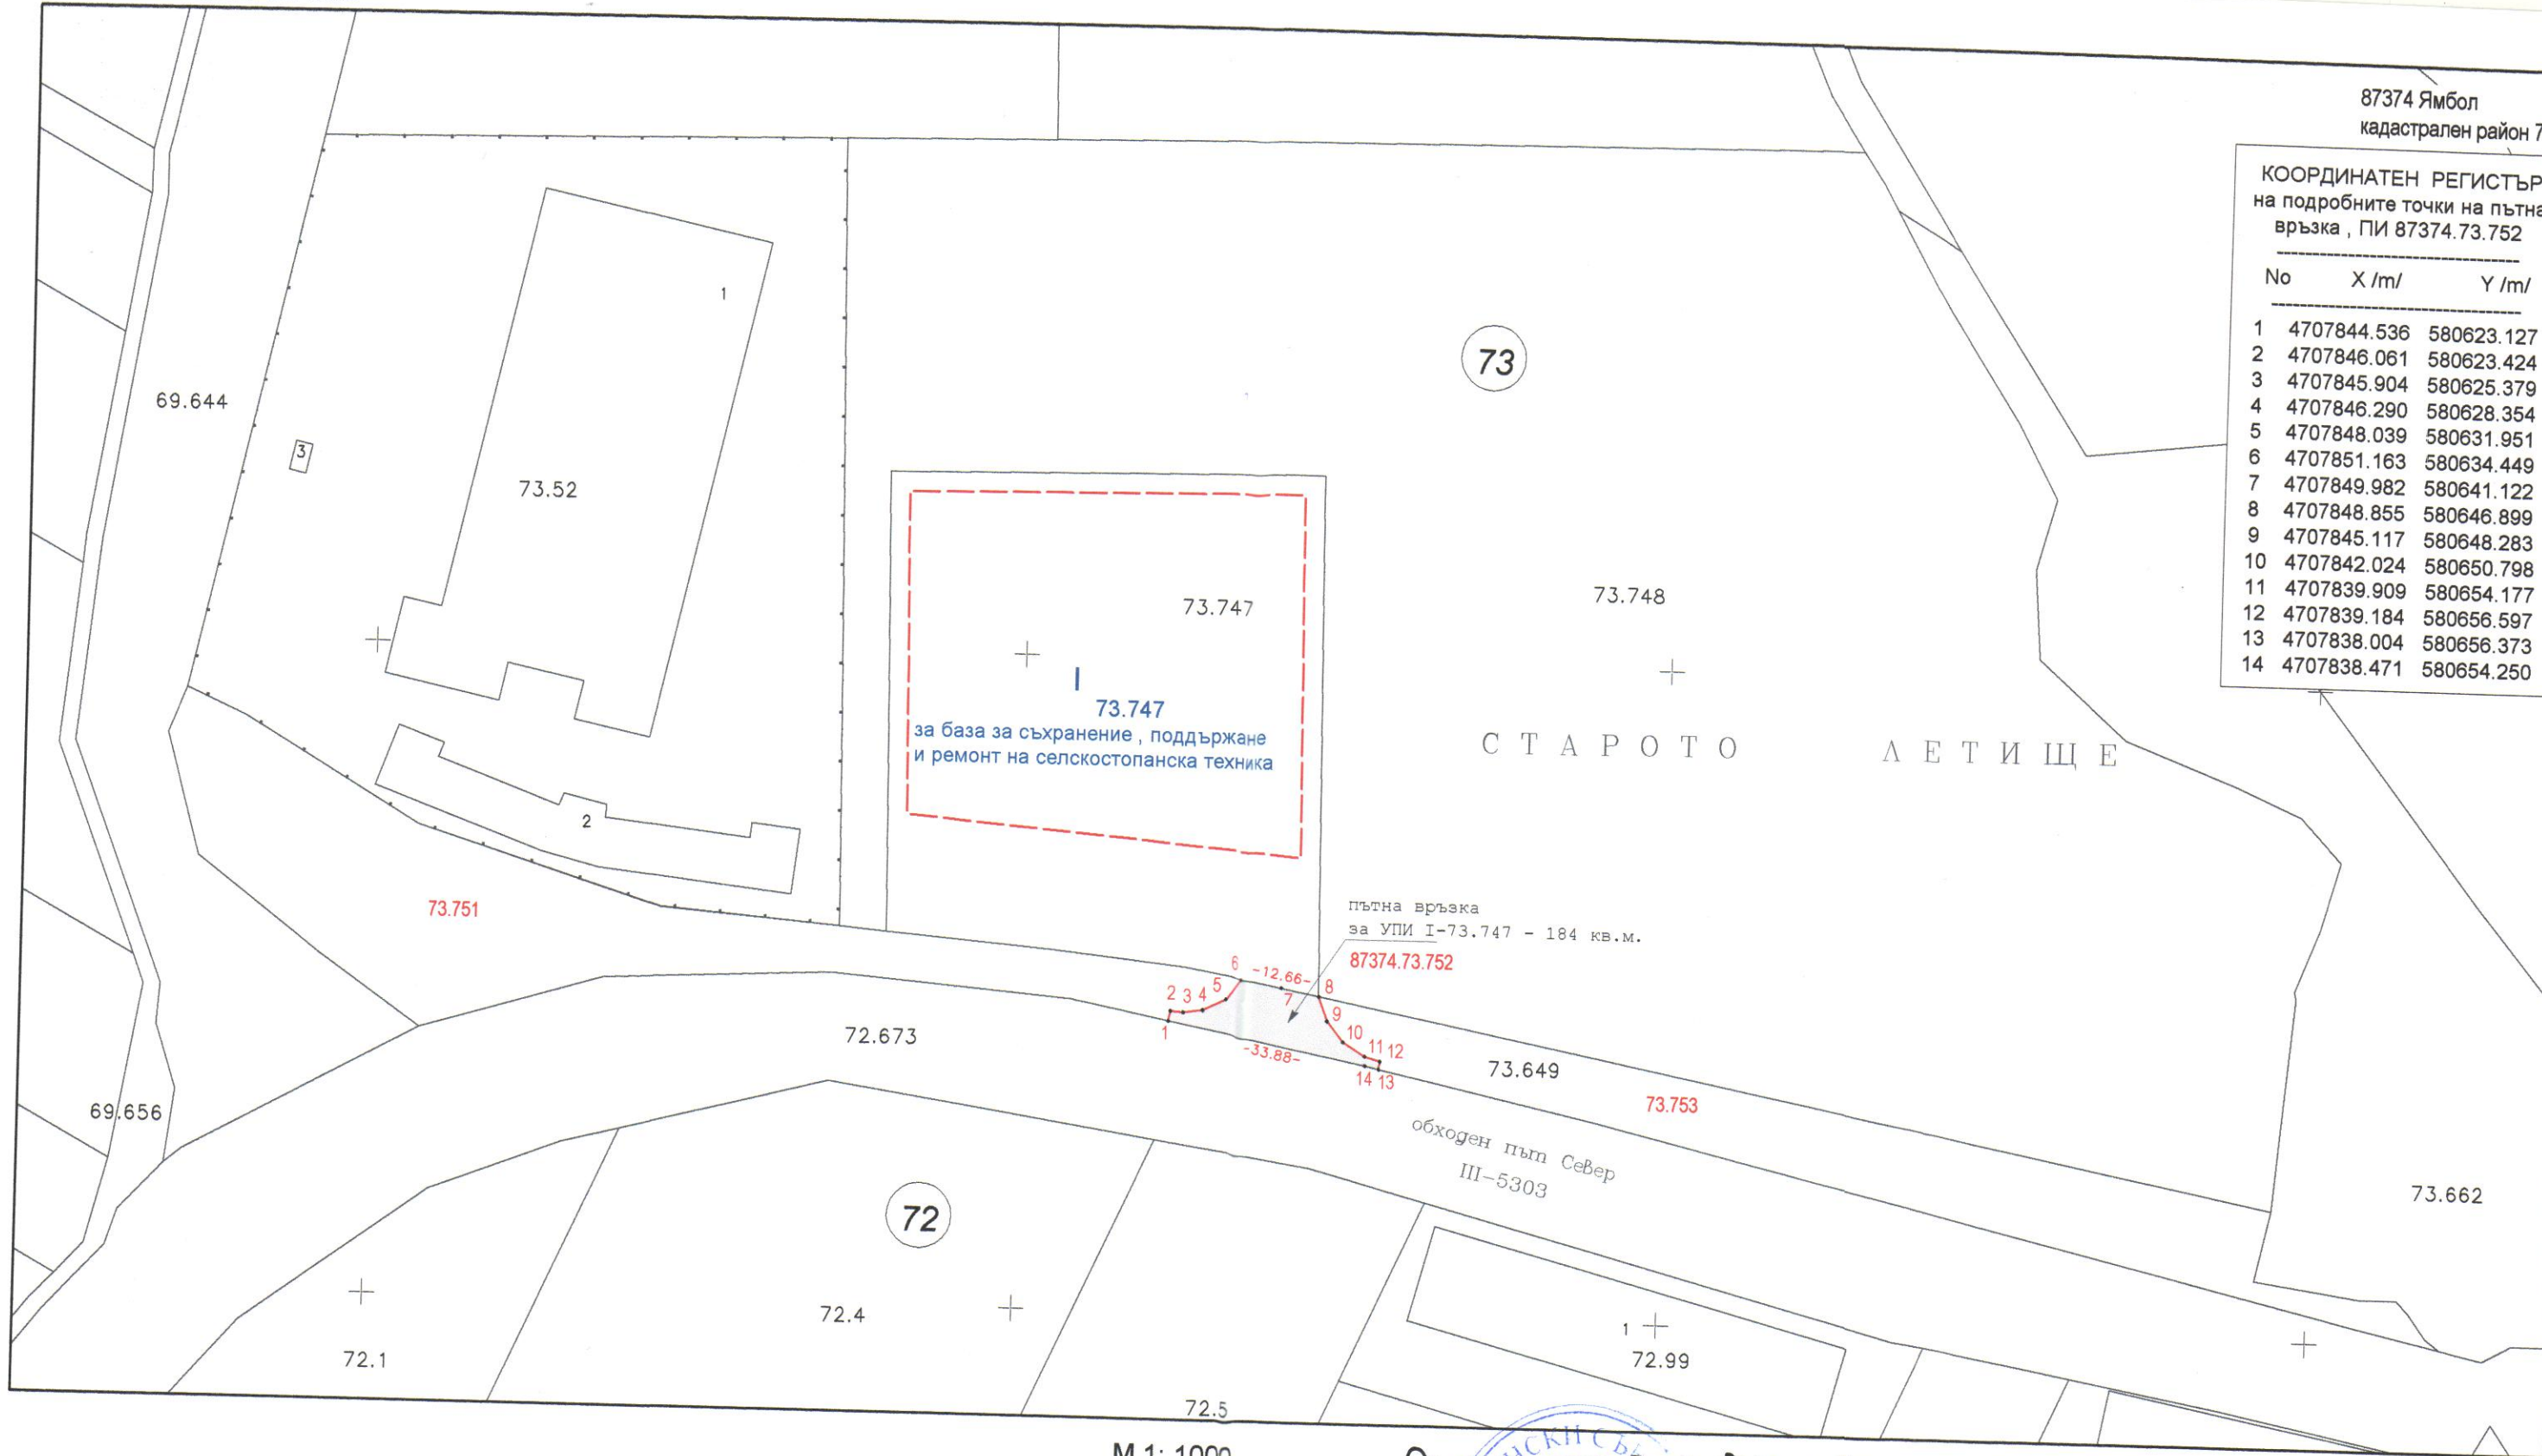 87374 Ямбол
кадастрален район 7
КООРДИНАТЕН РЕГИСТЪР
на подробните точки на пътна
връзка , ПИ 87374.73.752
No X /m/ Y /m/
1 4707844.536 580623.127
2 4707846.061 580623.424
3 4707845.904 580625.379
4 4707846.290 580628.354
5 4707848.039 580631.951
6 4707851.163 580634.449
7 4707849.982 580641.122
8 4707848.855 580646.899
9 4707845.117 580648.283
10 4707842.024 580650.798
11 4707839.909 580654.177
12 4707839.184 580656.597
13 4707838.004 580656.373
14 4707838.471 580654.250
1
73
69.644
3
73.52
73.748
73.747
I
73.747
за база за съхранение , поддържане
и ремонт на селскостопанска техника
СТАРОТО ЛЕТИЩЕ
2
73.751
пътна връзка
за УПИ I-73.747 - 184 кв.м.
87374.73.752
6 -12.66- 8
5 7
2 3 4 9
1 10
-33.88- 11 12
14 13
72.673
73.649
73.753
69.656
обходен път Север
III-5303
73.662
72
72.4
72.1
1
72.99
72.5
М 1: 1000